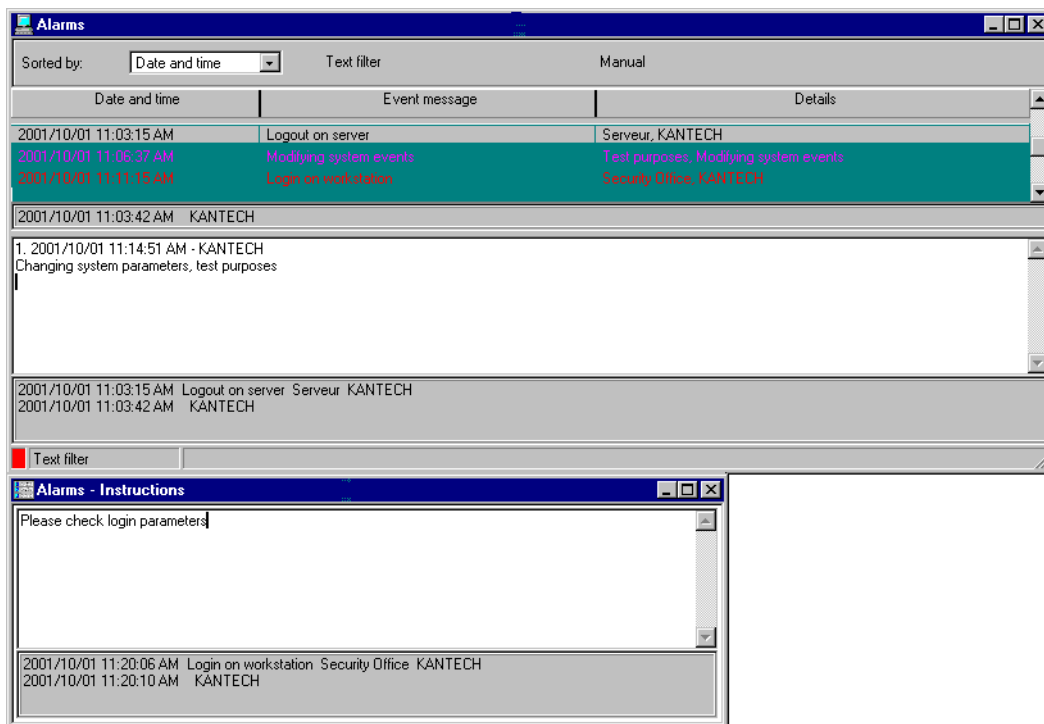 Alarms
Sorted by: Date and time Text filter Manual
Date and time Event message Details
2001/10/01 11:03:15 AM Logout on server Serveur, KANTECH
2001/10/01 11:06:37 AM Modifying system events Test purposes, Modifying system events
2001/10/01 11:11:15 AM Login on workstation Security Office, KANTECH
2001/10/01 11:03:42 AM KANTECH
1. 2001/10/01 11:14:51 AM - KANTECH
Changing system parameters, test purposes
2001/10/01 11:03:15 AM Logout on server Serveur KANTECH
2001/10/01 11:03:42 AM KANTECH
Text filter
Alarms - Instructions
Please check login parameters
2001/10/01 11:20:06 AM Login on workstation Security Office KANTECH
2001/10/01 11:20:10 AM KANTECH